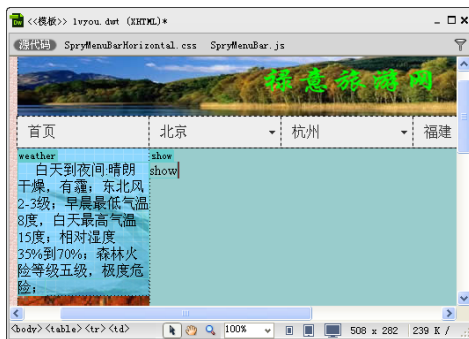 <<模板>> lvyou.dwt (XHTML)*
源代码 SpryMenuBarHorizontal.css SpryMenuBar.js
绿意旅游网
首页 北京 杭州 福建
weather show
白天到夜间:晴朗
干燥，有霾；东北风
2-3级；早晨最低气温
8度，白天最高气温
15度；相对湿度
35%到70%；森林火
险等级五级，极度危
险；
show
<body><table><tr><td> 100% 508 x 282 239 K /